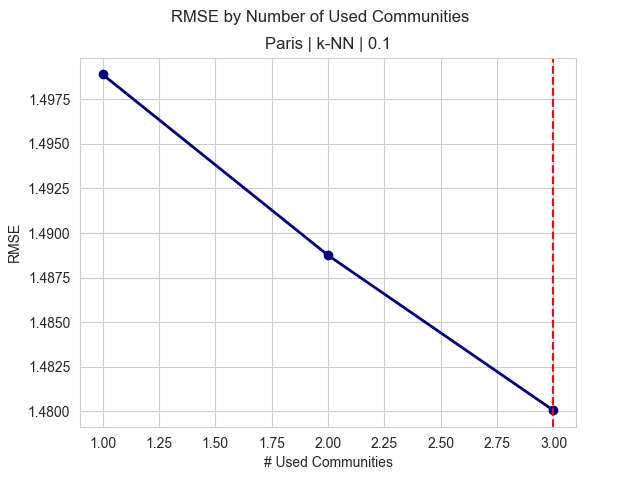 RMSE by Number of Used Communities
Paris | k-NN | 0.1
1.4975
1.4950
1.4925
1.4900
1.4875
1.4850
1.4825
1.4800
RMSE
1.00 1.25 1.50 1.75 2.00 2.25 2.50 2.75 3.00
# Used Communities